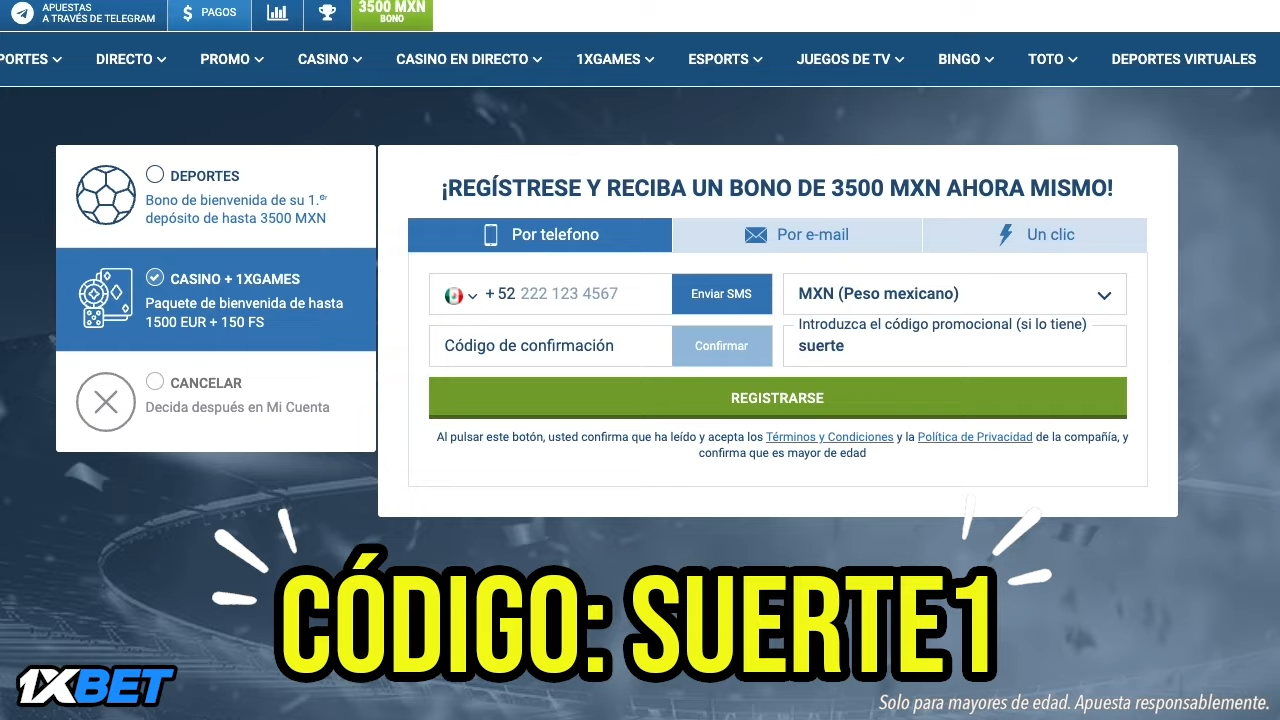 APUESTAS
A TRAVÉS DE TELEGRAM
$ PAGOS
3500 MXN
BONO
PORTES
DIRECTO
PROMO
CASINO
CASINO EN DIRECTO
1XGAMES
ESPORTS
JUEGOS DE TV
BINGO
TOTO
DEPORTES VIRTUALES
DEPORTES
Bono de bienvenida de su 1.er
depósito de hasta 3500 MXN
CASINO + 1XGAMES
Paquete de bienvenida de hasta
1500 EUR + 150 FS
CANCELAR
Decida después en Mi Cuenta
¡REGÍSTRESE Y RECIBA UN BONO DE 3500 MXN AHORA MISMO!
Por telefono
Por e-mail
Un clic
+ 52 222 123 4567
Enviar SMS
MXN (Peso mexicano)
Código de confirmación
Confirmar
Introduzca el código promocional (si lo tiene)
suerte
REGISTRARSE
Al pulsar este botón, usted confirma que ha leído y acepta los Términos y Condiciones y la Política de Privacidad de la compañía, y
confirma que es mayor de edad
CÓDIGO: SUERTE1
1XBET
Solo para mayores de edad. Apuesta responsablemente.